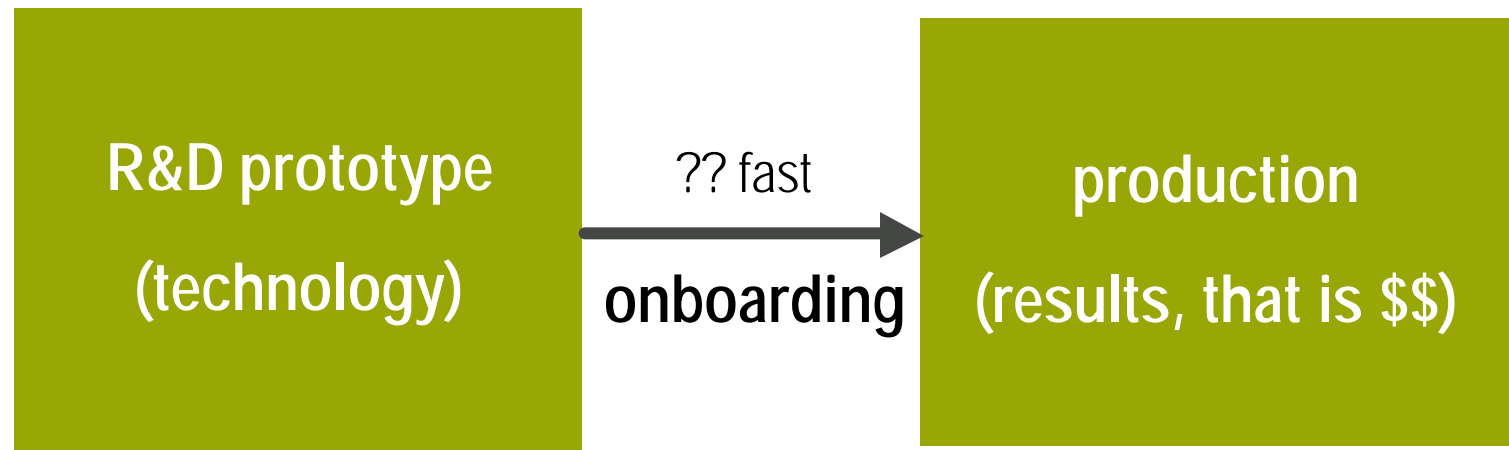 R&D prototype
(technology)
?? fast
onboarding
production
(results, that is $$)